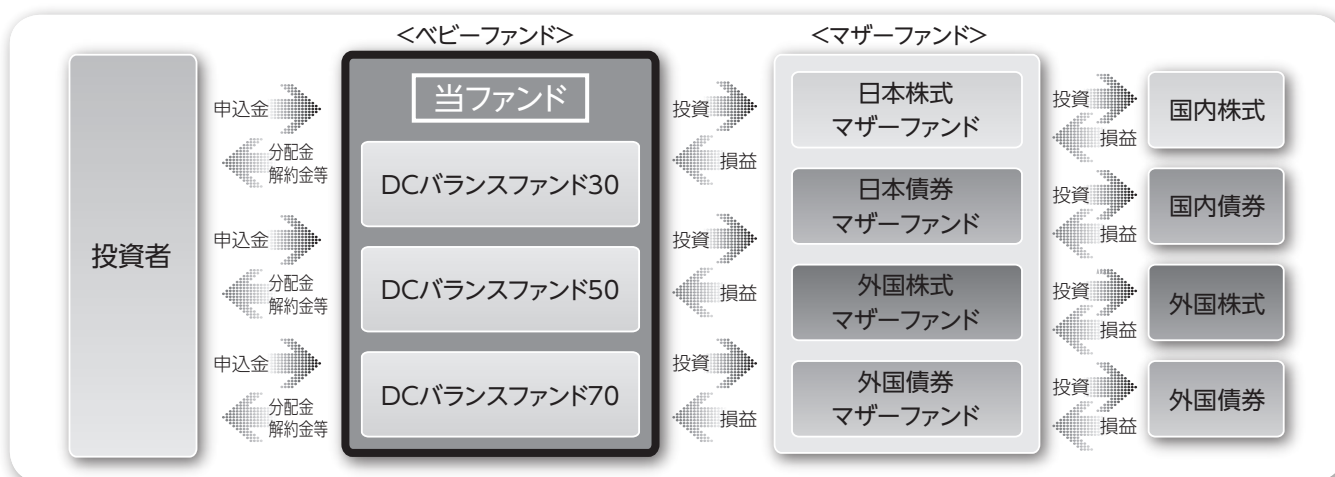 <ベビーファンド>
<マザーファンド>
投資者
申込金
分配金
解約金等
申込金
分配金
解約金等
申込金
分配金
解約金等
当ファンド
DCバランスファンド30
DCバランスファンド50
DCバランスファンド70
投資
損益
投資
損益
投資
損益
日本株式
マザーファンド
日本債券
マザーファンド
外国株式
マザーファンド
外国債券
マザーファンド
投資
損益
投資
損益
投資
損益
投資
損益
国内株式
国内債券
外国株式
外国債券